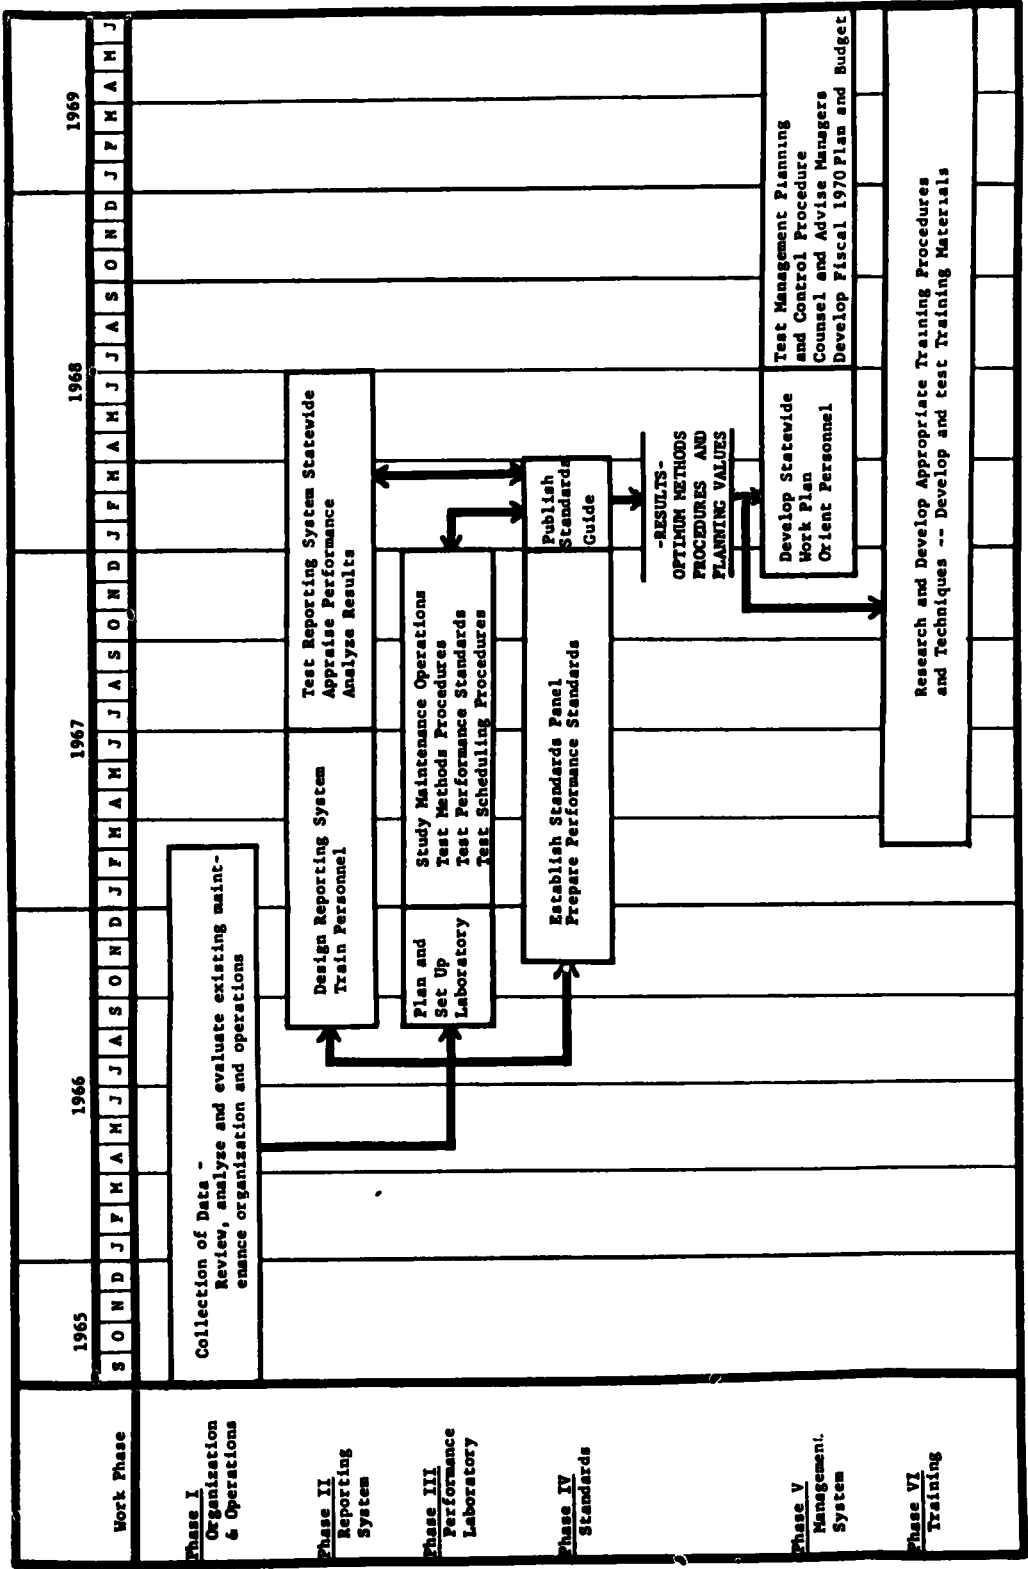 1965 1966 1967 1968 1969
Work Phase S O N D J F M A M J J A S O N D J F M A M J J A S O N D J F M A M J J A S O N D J F M A M J
Phase I
Organization
& Operations
Collection of Data -
Review, analyze and evaluate existing maint-
enance organization and operations
Phase II
Reporting
System
Design Reporting System
Train Personnel
Test Reporting System Statewide
Appraise Performance
Analyze Results
Phase III
Performance
Laboratory
Plan and
Set Up
Laboratory
Study Maintenance Operations
Test Methods Procedures
Test Performance Standards
Test Scheduling Procedures
Phase IV
Standards
Establish Standards Panel
Prepare Performance Standards
Publish
Standards
Guide
-RESULTS-
OPTIMUM METHODS
PROCEDURES AND
PLANNING VALUES
Phase V
Management
System
Develop Statewide
Work Plan
Orient Personnel
Test Management Planning
and Control Procedure
Counsel and Advise Managers
Develop Fiscal 1970 Plan and Budget
Phase VI
Training
Research and Develop Appropriate Training Procedures
and Techniques -- Develop and test Training Materials